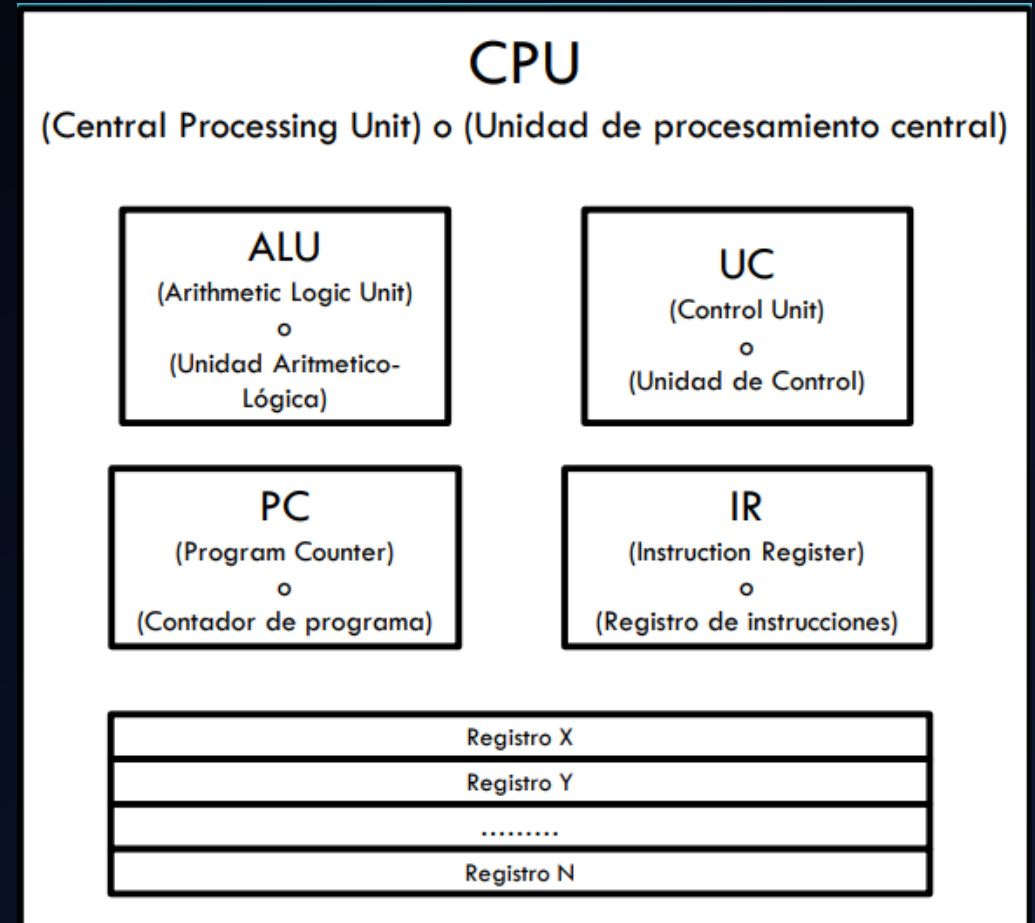 CPU
(Central Processing Unit) o (Unidad de procesamiento central)
ALU
(Arithmetic Logic Unit)
o
(Unidad Aritmetico-
Lógica)
UC
(Control Unit)
o
(Unidad de Control)
PC
(Program Counter)
o
(Contador de programa)
IR
(Instruction Register)
o
(Registro de instrucciones)
Registro X
Registro Y
.........
Registro N